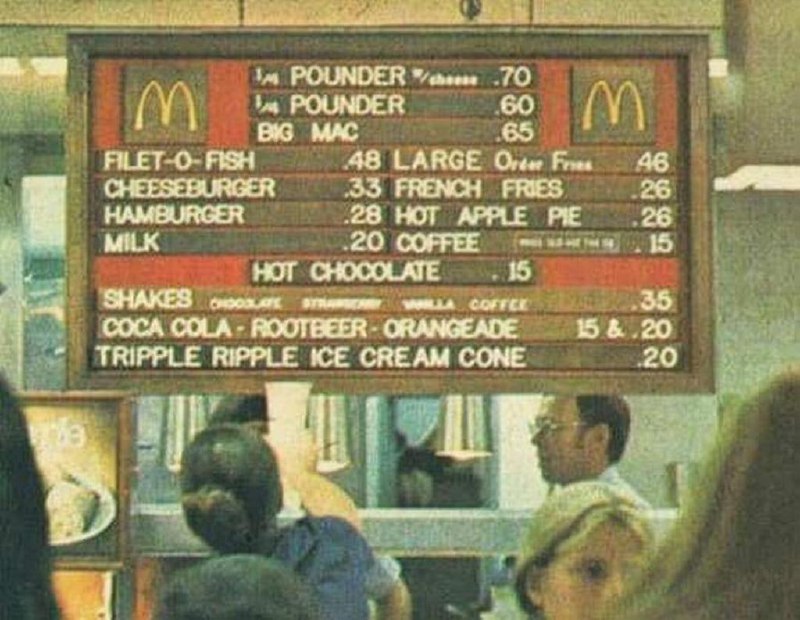 1/4 POUNDER w/cheese .70
1/4 POUNDER .60
BIG MAC .65
FILET-O-FISH .48 LARGE Order Fries 46
CHEESEBURGER .33 FRENCH FRIES .26
HAMBURGER .28 HOT APPLE PIE .26
MILK .20 COFFEE .15
HOT CHOCOLATE .15
SHAKES CHOCOLATE STRAWBERRY VANILLA COFFEE .35
COCA COLA - ROOTBEER - ORANGEADE 15 & .20
TRIPPLE RIPPLE ICE CREAM CONE .20